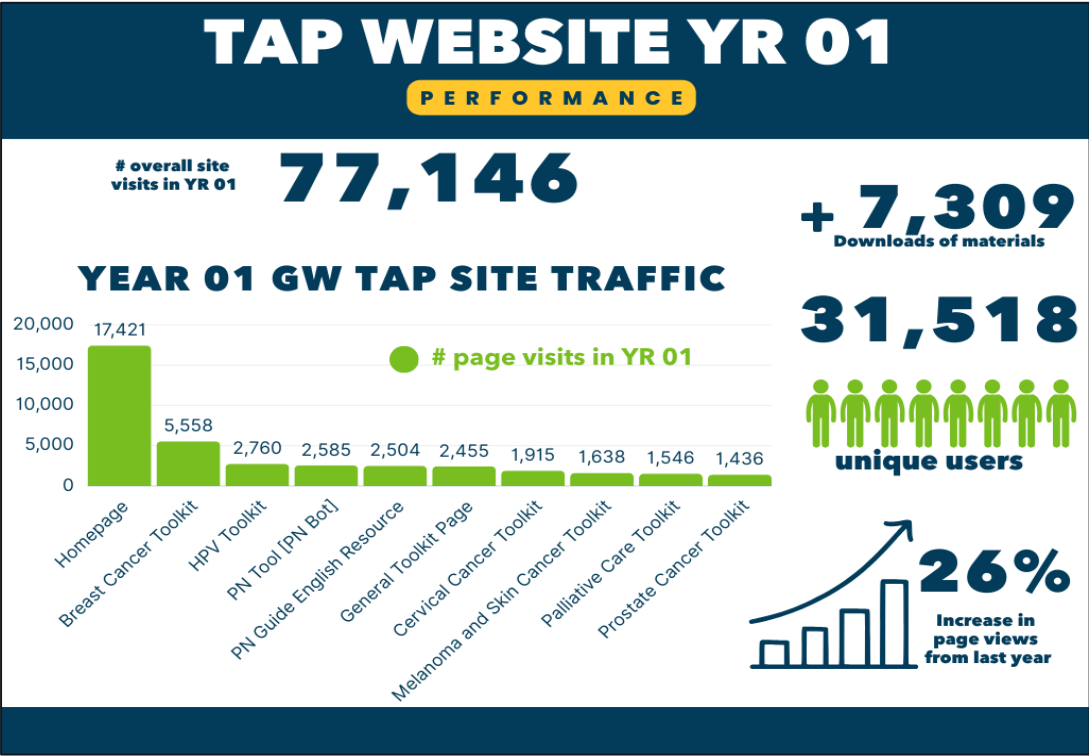 TAP WEBSITE YR 01
PERFORMANCE
# overall site
visits in YR 01
77,146
+ 7,309
Downloads of materials
YEAR 01 GW TAP SITE TRAFFIC
# page visits in YR 01
20,000
15,000
10,000
5,000
0
17,421
5,558
2,760
2,585
2,504
2,455
1,915
1,638
1,546
1,436
Homepage
Breast Cancer Toolkit
HPV Toolkit
PN Tool [PN Bot]
PN Guide English Resource
General Toolkit Page
Cervical Cancer Toolkit
Melanoma and Skin Cancer Toolkit
Palliative Care Toolkit
Prostate Cancer Toolkit
31,518
unique users
26%
Increase in
page views
from last year